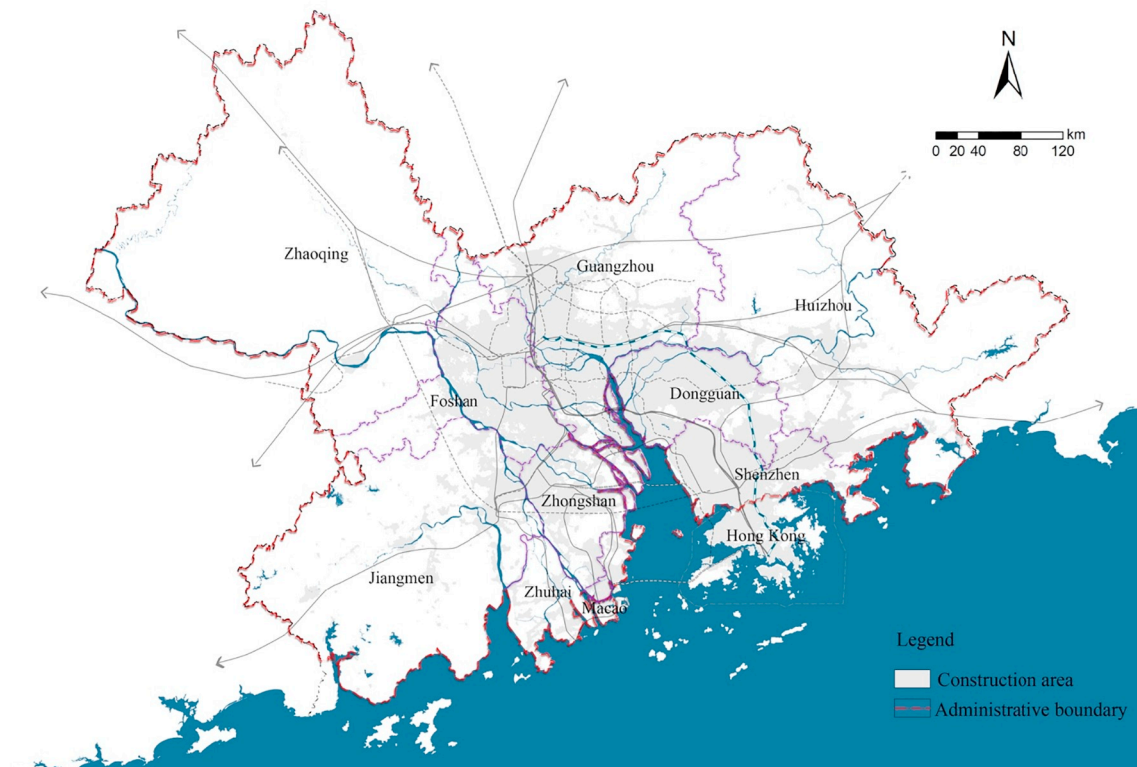 N
km
0 20 40 80 120
Zhaoqing
Guangzhou
Huizhou
Foshan
Dongguan
Shenzhen
Zhongshan
Hong Kong
Jiangmen
Zhuhai
Macao
Legend
Construction area
Administrative boundary